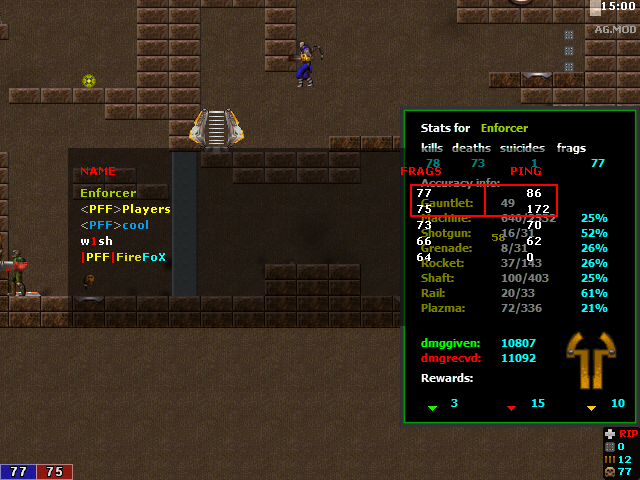 15:00
AG.MOD
Stats for Enforcer
kills deaths suicides frags
78 73 1 77
NAME FRAGS PING
Accuracy info:
Enforcer 77 86
<PFF>Players 75 172
<PFF>cool 73 70
w1sh 66 62
|PFF|FireFoX 64 0
Gauntlet: 49
Machine: 640/2552 25%
Shotgun: 16/31 52%
58
Grenade: 8/31 26%
Rocket: 37/143 26%
Shaft: 100/403 25%
Rail: 20/33 61%
Plazma: 72/336 21%
dmggiven: 10807
dmgrecvd: 11092
Rewards:
3 15 10
RIP
0
12
77
77 75